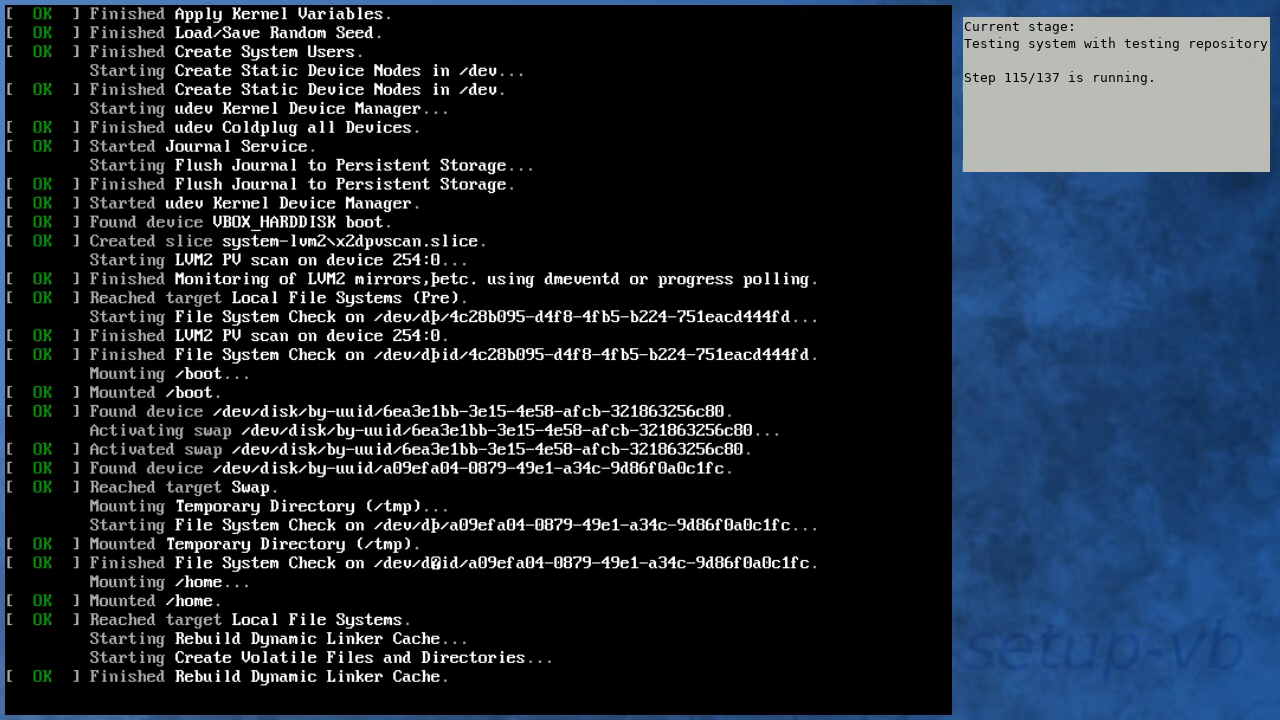 [  OK  ] Finished Apply Kernel Variables.
[  OK  ] Finished Load/Save Random Seed.
[  OK  ] Finished Create System Users.
         Starting Create Static Device Nodes in /dev...
[  OK  ] Finished Create Static Device Nodes in /dev.
         Starting udev Kernel Device Manager...
[  OK  ] Finished udev Coldplug all Devices.
[  OK  ] Started Journal Service.
         Starting Flush Journal to Persistent Storage...
[  OK  ] Finished Flush Journal to Persistent Storage.
[  OK  ] Started udev Kernel Device Manager.
[  OK  ] Found device VBOX_HARDDISK boot.
[  OK  ] Created slice system-lvm2\x2dpvscan.slice.
         Starting LVM2 PV scan on device 254:0...
[  OK  ] Finished Monitoring of LVM2 mirrors,þetc. using dmeventd or progress polling.
[  OK  ] Reached target Local File Systems (Pre).
         Starting File System Check on /dev/dþ/4c28b095-d4f8-4fb5-b224-751eacd444fd...
[  OK  ] Finished LVM2 PV scan on device 254:0.
[  OK  ] Finished File System Check on /dev/dþid/4c28b095-d4f8-4fb5-b224-751eacd444fd.
         Mounting /boot...
[  OK  ] Mounted /boot.
[  OK  ] Found device /dev/disk/by-uuid/6ea3e1bb-3e15-4e58-afcb-321863256c80.
         Activating swap /dev/disk/by-uuid/6ea3e1bb-3e15-4e58-afcb-321863256c80...
[  OK  ] Activated swap /dev/disk/by-uuid/6ea3e1bb-3e15-4e58-afcb-321863256c80.
[  OK  ] Found device /dev/disk/by-uuid/a09efa04-0879-49e1-a34c-9d86f0a0c1fc.
[  OK  ] Reached target Swap.
         Mounting Temporary Directory (/tmp)...
         Starting File System Check on /dev/dþ/a09efa04-0879-49e1-a34c-9d86f0a0c1fc...
[  OK  ] Mounted Temporary Directory (/tmp).
[  OK  ] Finished File System Check on /dev/d�id/a09efa04-0879-49e1-a34c-9d86f0a0c1fc.
         Mounting /home...
[  OK  ] Mounted /home.
[  OK  ] Reached target Local File Systems.
         Starting Rebuild Dynamic Linker Cache...
         Starting Create Volatile Files and Directories...
[  OK  ] Finished Rebuild Dynamic Linker Cache.
Current stage:
Testing system with testing repository
Step 115/137 is running.
setup-vb